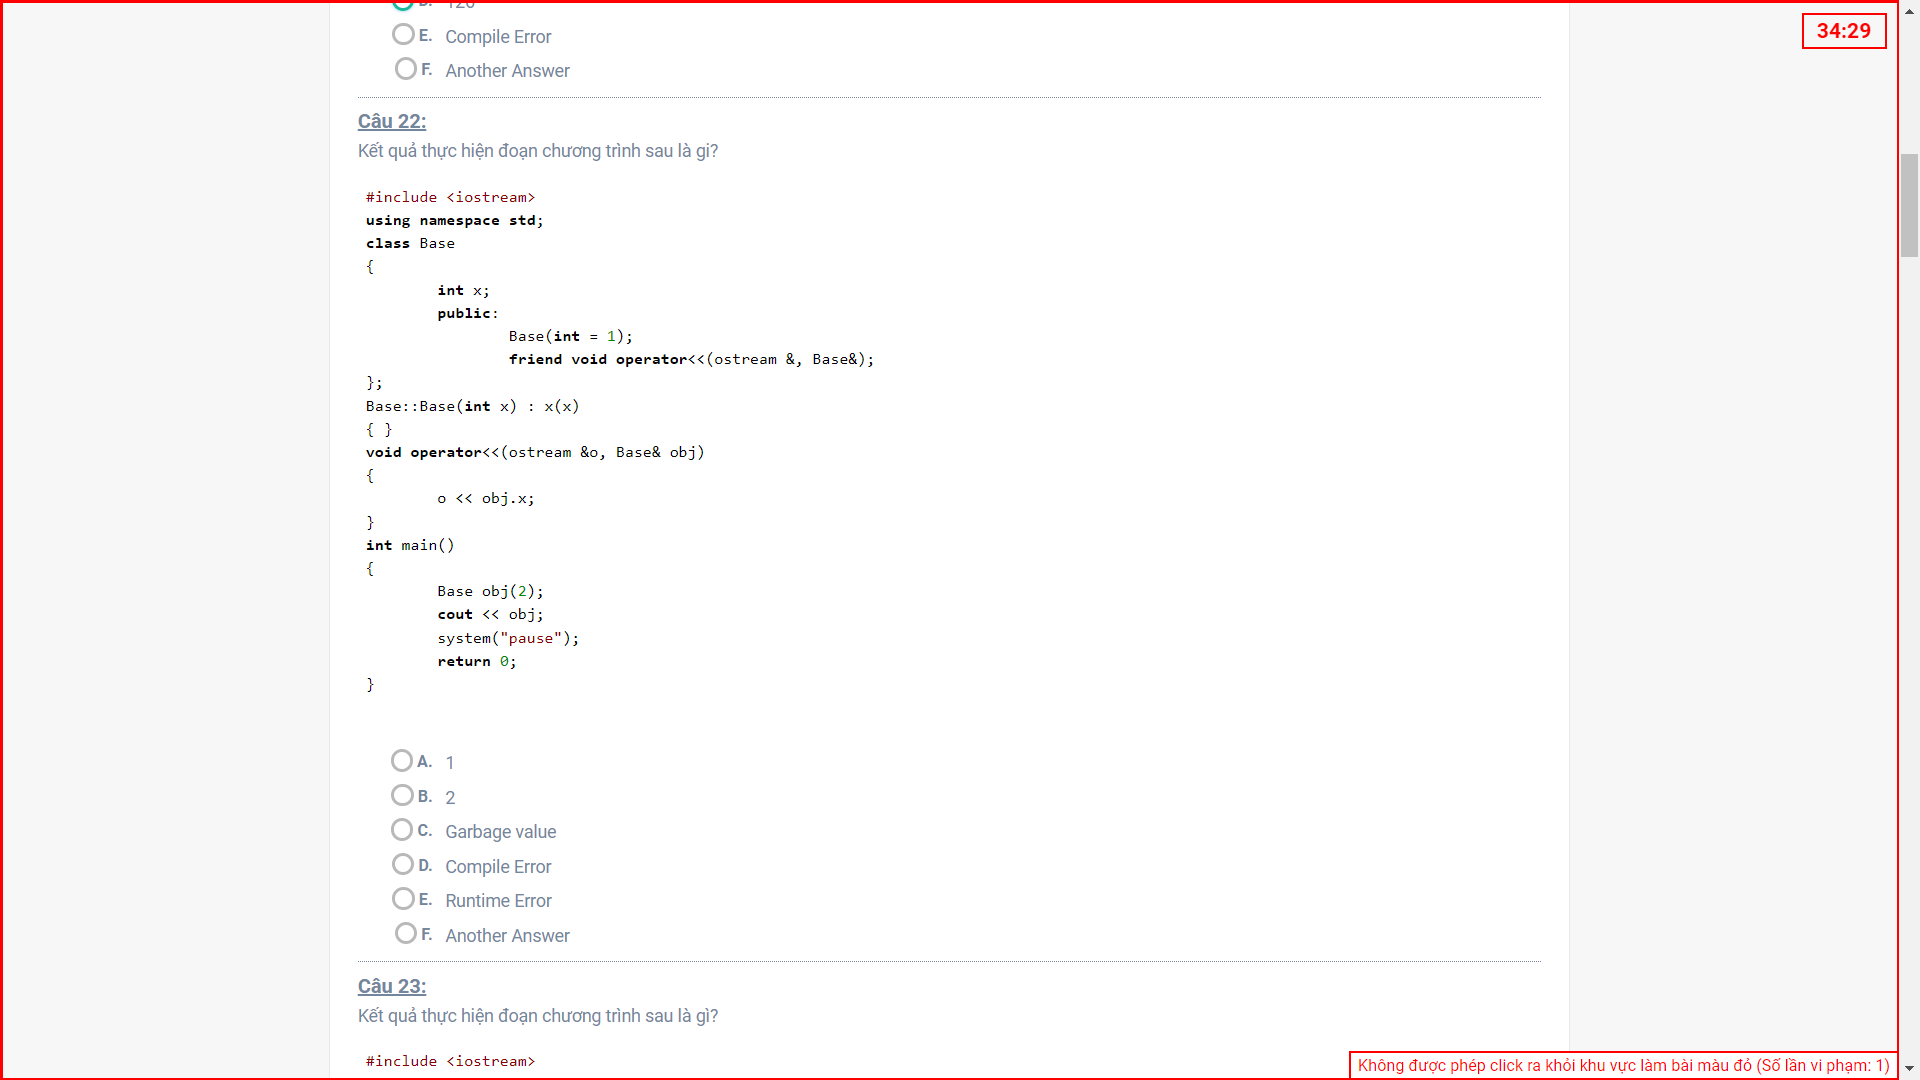 34:29
D. 120
E. Compile Error
F. Another Answer
Câu 22:
Kết quả thực hiện đoạn chương trình sau là gi?
#include <iostream>
using namespace std;
class Base
{
int x;
public:
Base(int = 1);
friend void operator<<(ostream &, Base&);
};
Base::Base(int x) : x(x)
{ }
void operator<<(ostream &o, Base& obj)
{
o << obj.x;
}
int main()
{
Base obj(2);
cout << obj;
system("pause");
return 0;
}
A. 1
B. 2
C. Garbage value
D. Compile Error
E. Runtime Error
F. Another Answer
Câu 23:
Kết quả thực hiện đoạn chương trình sau là gì?
#include <iostream>
Không được phép click ra khỏi khu vực làm bài màu đỏ (Số lần vi phạm: 1)